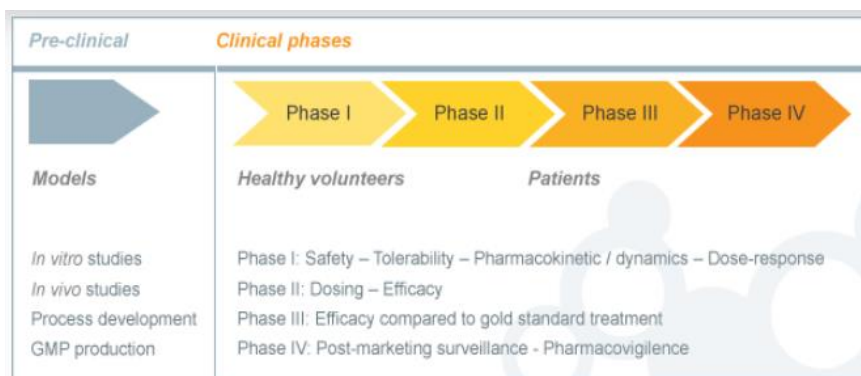 Pre-clinical
Clinical phases
Phase I
Phase II
Phase III
Phase IV
Models
Healthy volunteers
Patients
In vitro studies
In vivo studies
Process development
GMP production
Phase I: Safety – Tolerability – Pharmacokinetic / dynamics – Dose-response
Phase II: Dosing – Efficacy
Phase III: Efficacy compared to gold standard treatment
Phase IV: Post-marketing surveillance - Pharmacovigilence